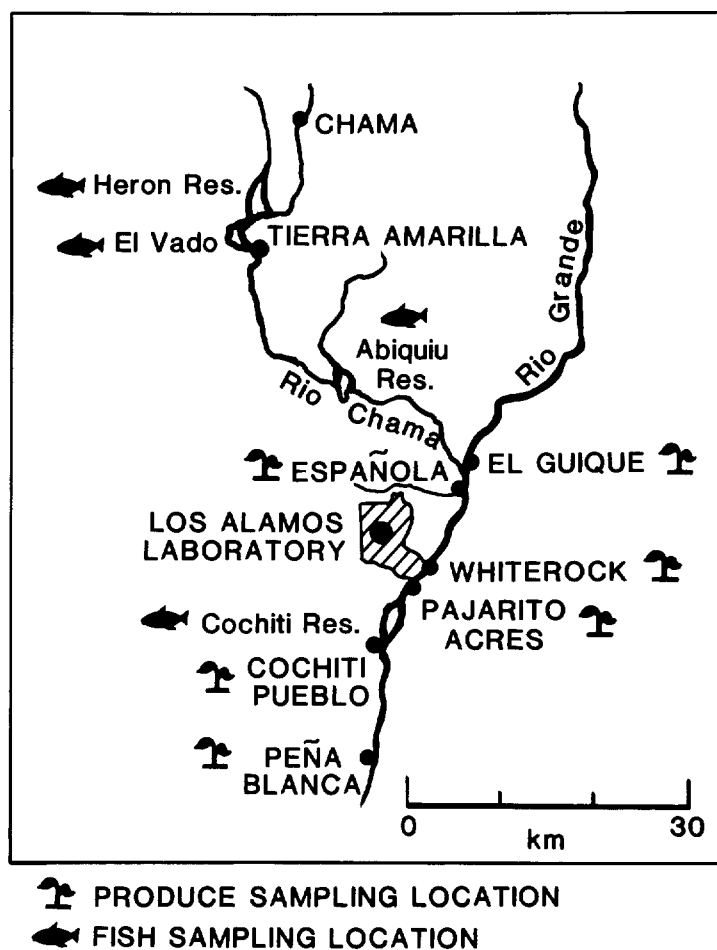 CHAMA
Heron Res.
El Vado
TIERRA AMARILLA
Rio Grande
Abiquiu
Res.
Rio Chama
ESPAÑOLA
EL GUIQUE
LOS ALAMOS
LABORATORY
WHITEROCK
PAJARITO
ACRES
Cochiti Res.
COCHITI
PUEBLO
PEÑA
BLANCA
0
30
km
PRODUCE SAMPLING LOCATION
FISH SAMPLING LOCATION